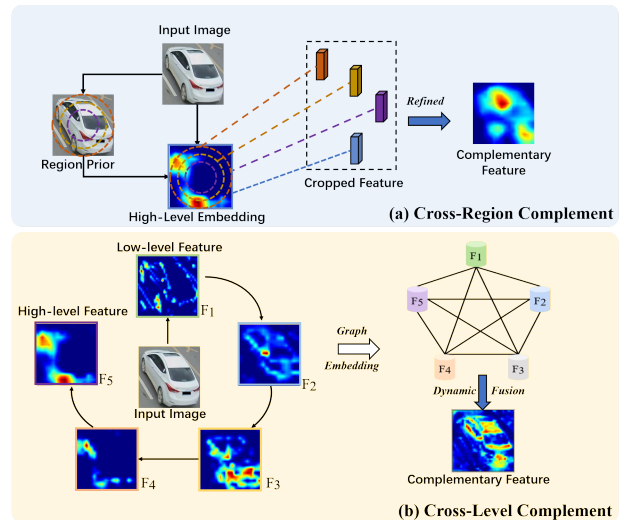 Input Image
Region Prior
High-Level Embedding
Cropped Feature
Refined
Complementary
Feature
(a) Cross-Region Complement
Low-level Feature
F1
High-level Feature
F5
F2
Input Image
F4
F3
Graph
Embedding
F1
F5
F2
F4
F3
Dynamic Fusion
Complementary Feature
(b) Cross-Level Complement